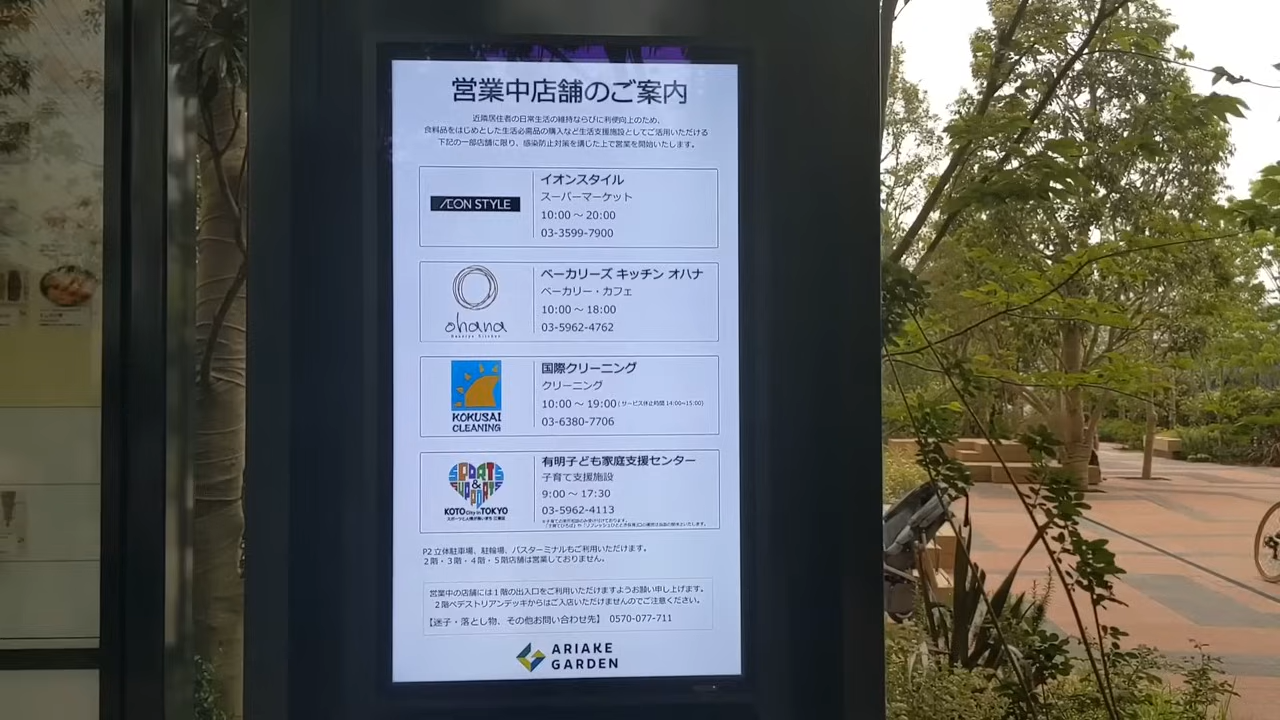 営業中店舗のご案内
近隣居住者の日常生活の維持ならびに利便向上のため、
食料品をはじめとした生活必需品の購入など生活支援施設としてご活用いただける
下記の一部店舗に限り、感染防止対策を講じた上で営業を開始いたします。
ÆON STYLE
イオンスタイル
スーパーマーケット
10:00 ～ 20:00
03-3599-7900
ohana
ベーカリーズ キッチン オハナ
ベーカリー・カフェ
10:00 ～ 18:00
03-5962-4762
KOKUSAI
CLEANING
国際クリーニング
クリーニング
10:00 ～ 19:00 (サービス休止時間 14:00~15:00)
03-6380-7706
SPORTS
&
SUPPORTS
KOTO City in TOKYO
スポーツと人情が熱いまち 江東区
有明子ども家庭支援センター
子育て支援施設
9:00 ～ 17:30
03-5962-4113
P2 立体駐車場、駐輪場、バスターミナルもご利用いただけます。
2階・3階・4階・5階店舗は営業しておりません。
営業中の店舗には1階の出入口をご利用いただけますようお願い申し上げます。
2階ペデストリアンデッキからはご入店いただけませんのでご注意ください。
【迷子・落とし物、その他お問い合わせ先】 0570-077-711
ARIAKE
GARDEN